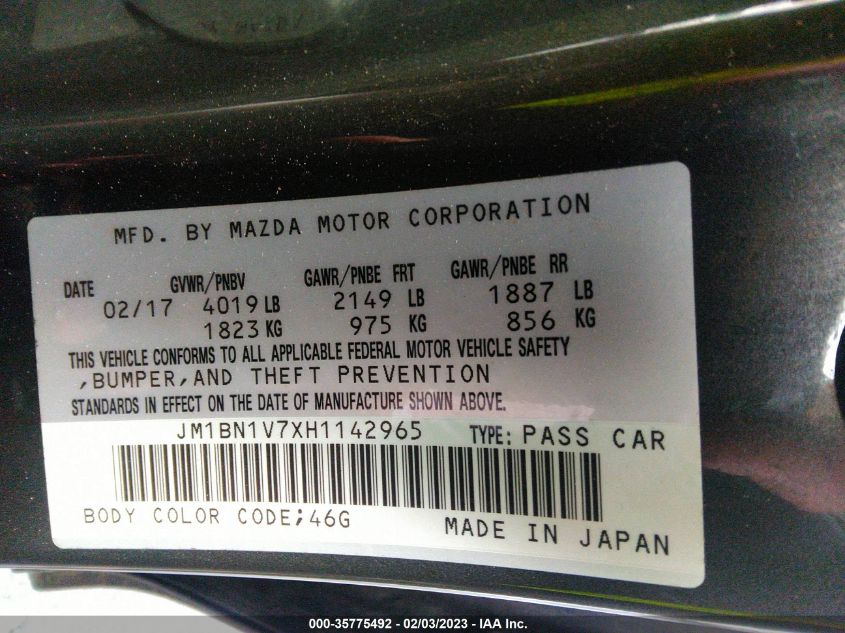 MFD. BY MAZDA MOTOR CORPORATION
DATE GVWR/PNBV GAWR/PNBE FRT GAWR/PNBE RR
02/17 4019 LB 2149 LB 1887 LB
1823 KG 975 KG 856 KG
THIS VEHICLE CONFORMS TO ALL APPLICABLE FEDERAL MOTOR VEHICLE SAFETY
,BUMPER,AND THEFT PREVENTION
STANDARDS IN EFFECT ON THE DATE OF MANUFACTURE SHOWN ABOVE.
JM1BN1V7XH1142965 TYPE: PASS CAR
BODY COLOR CODE;46G MADE IN JAPAN
000-35775492 - 02/03/2023 - IAA Inc.